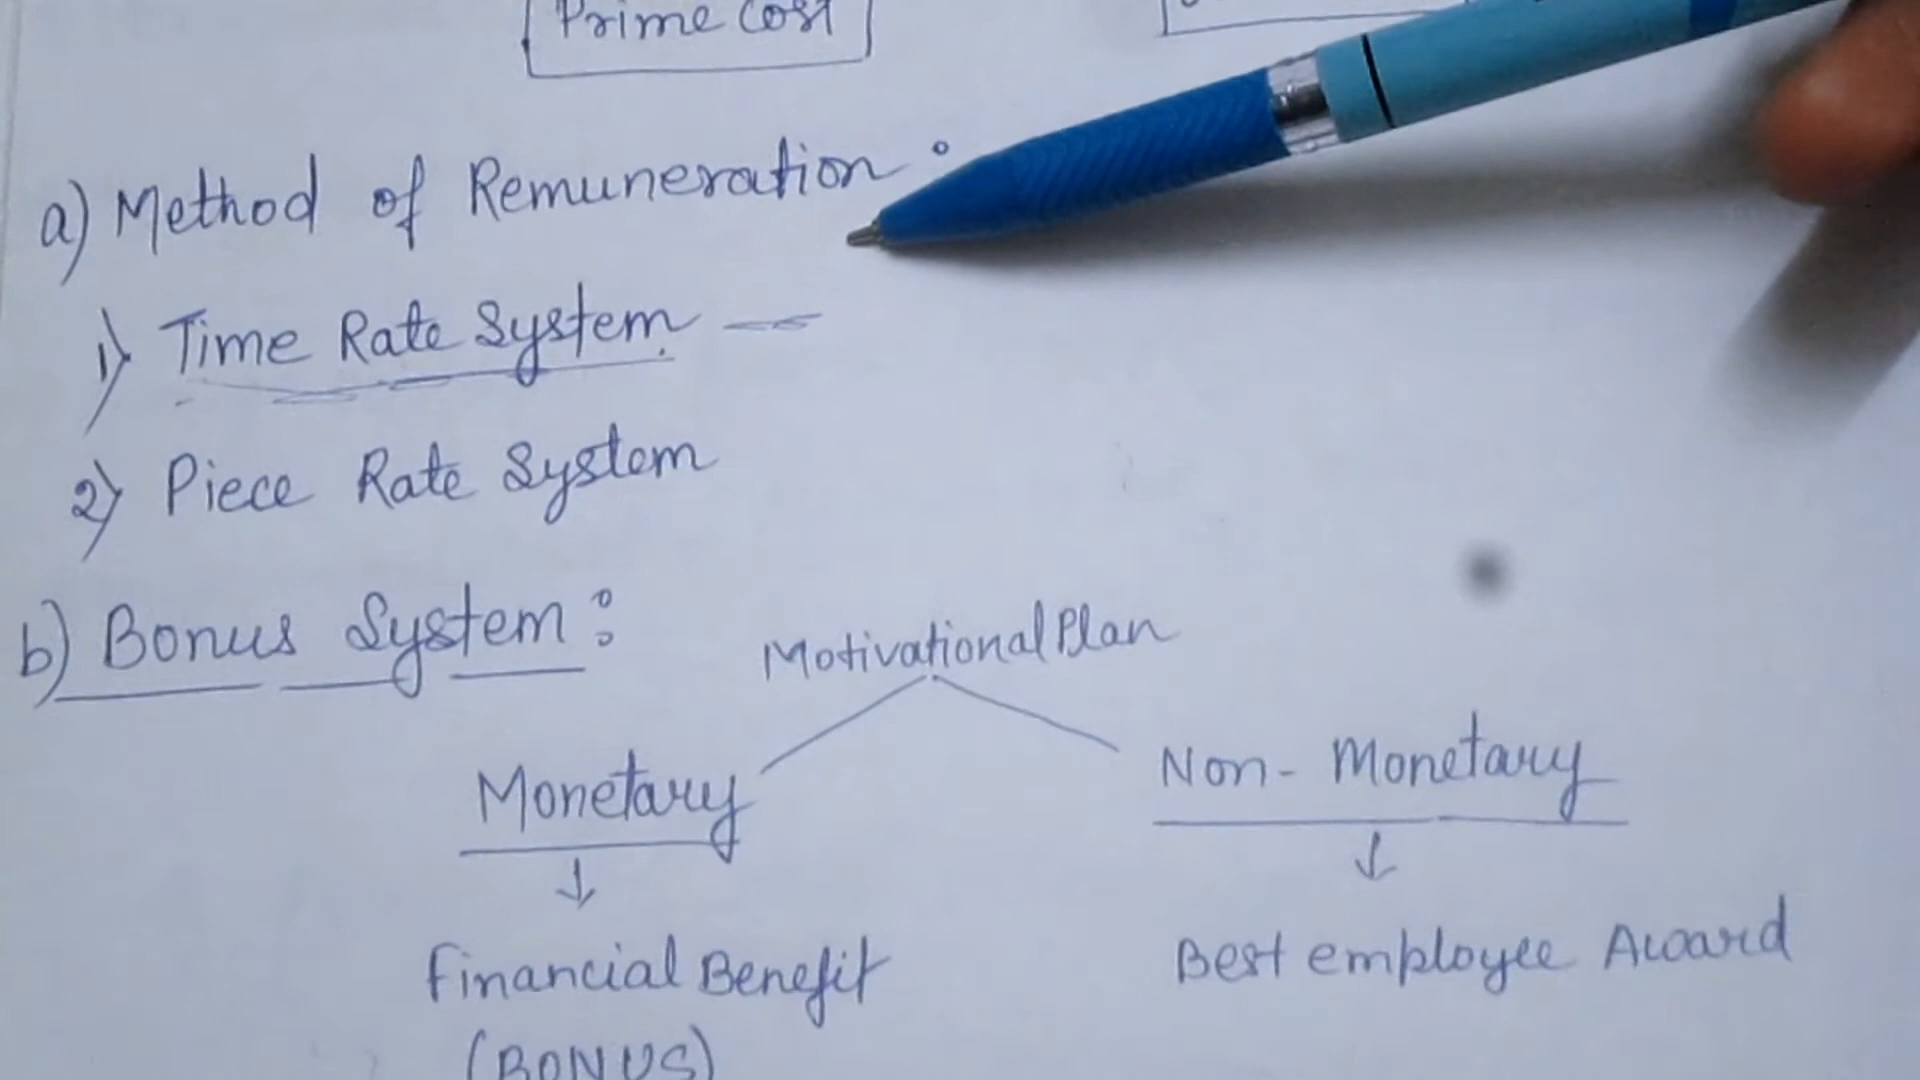 Prime Cost
a) Method of Remuneration :
1) Time Rate System
2) Piece Rate System
b) Bonus System :
Motivational Plan
Monetary
Non- Monetary
Financial Benefit
Best employee Award
(BONUS)